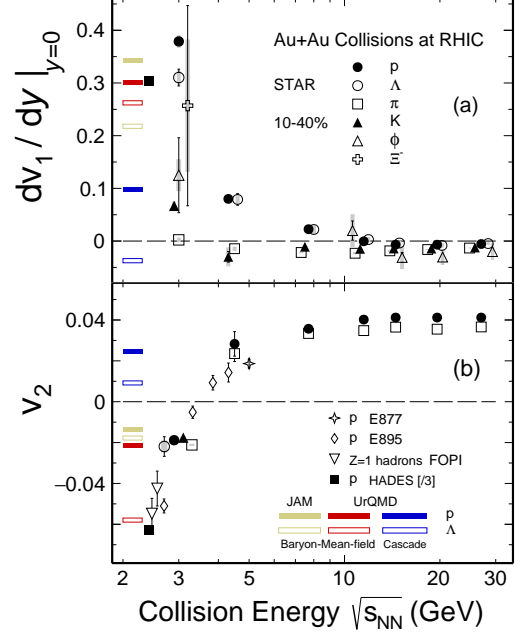 Au+Au Collisions at RHIC
STAR
10-40%
p
Λ
π
K
ϕ
Ξ⁻
(a)
dv₁ / dy |y=0
0.4
0.3
0.2
0.1
0
(b)
v₂
0.04
0
−0.04
p E877
p E895
Z=1 hadrons FOPI
p HADES [/3]
JAM UrQMD
p
Λ
Baryon-Mean-field Cascade
2 3 4 5 10 20 30
Collision Energy √sNN (GeV)